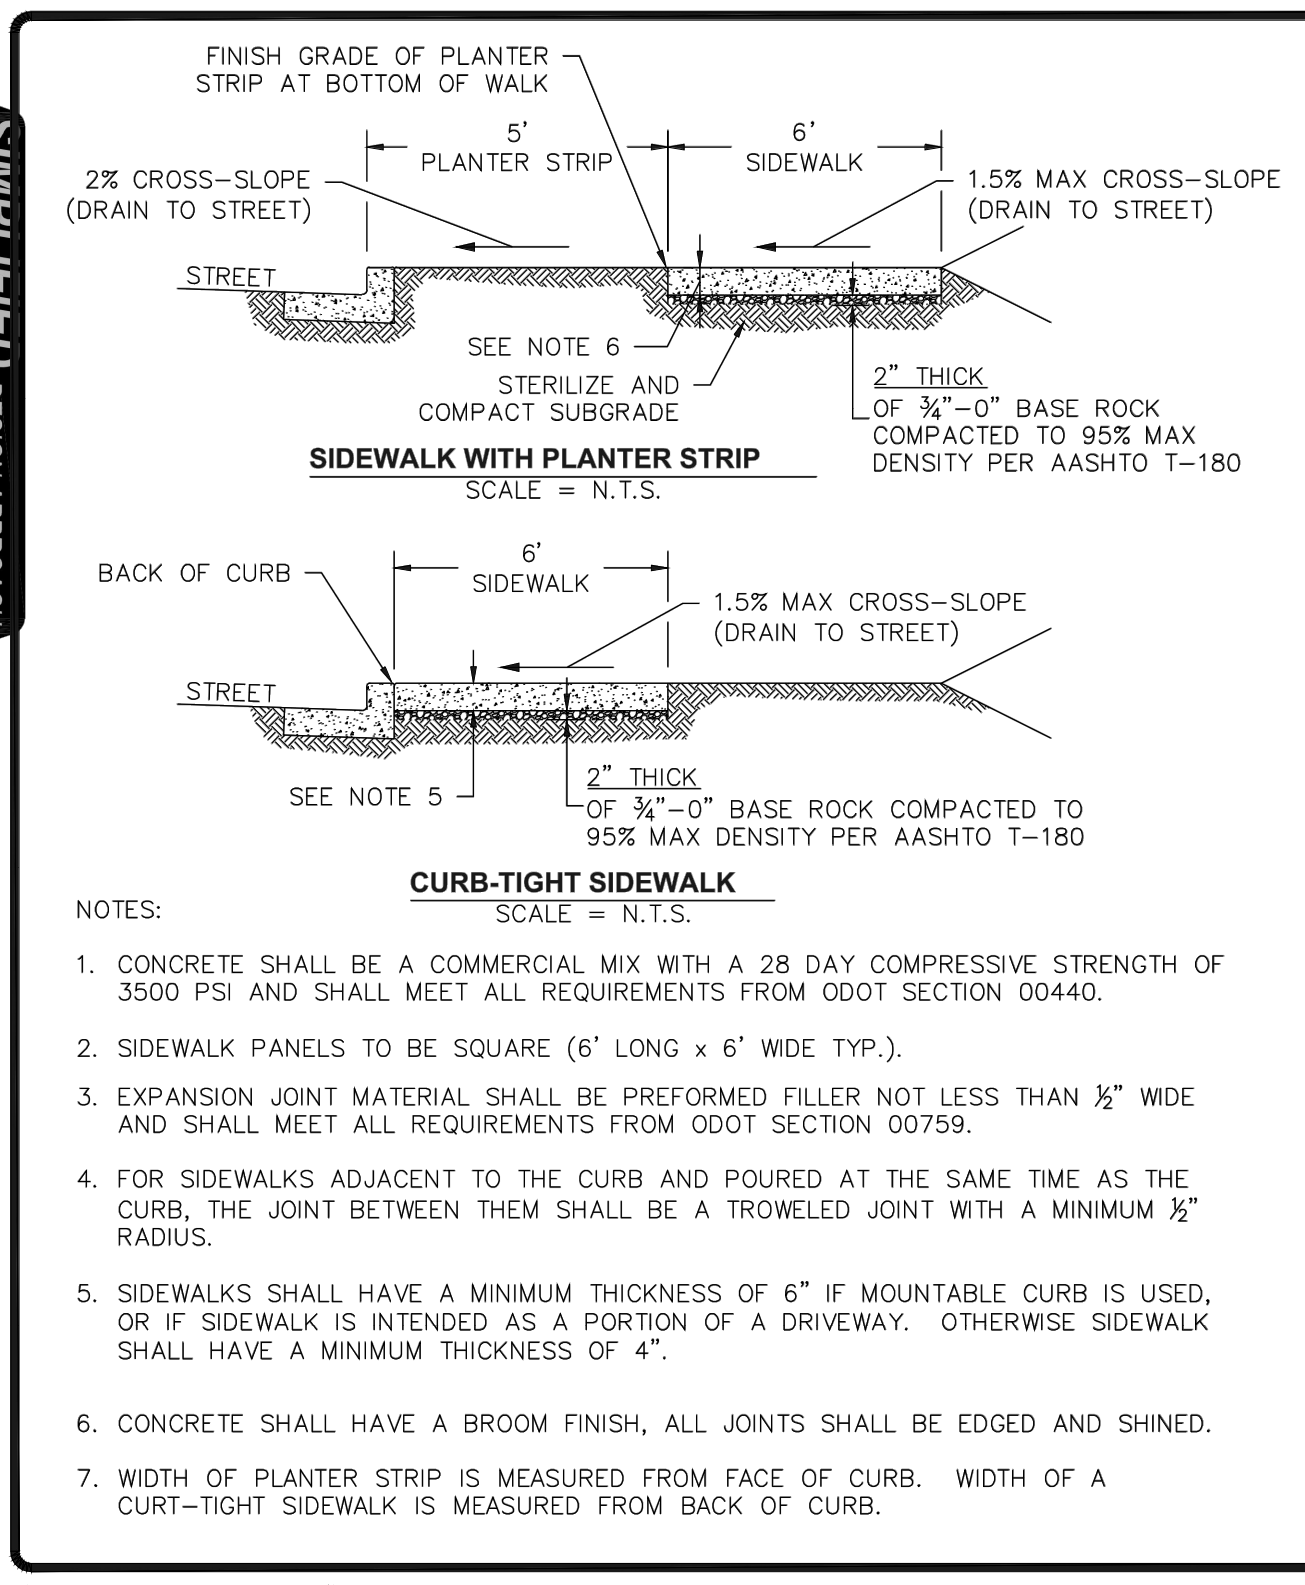 FINISH GRADE OF PLANTER
STRIP AT BOTTOM OF WALK
5’
PLANTER STRIP
6’
SIDEWALK
2% CROSS–SLOPE
(DRAIN TO STREET)
1.5% MAX CROSS–SLOPE
(DRAIN TO STREET)
STREET
SEE NOTE 6
STERILIZE AND
COMPACT SUBGRADE
2” THICK
OF ¾”–0” BASE ROCK
COMPACTED TO 95% MAX
DENSITY PER AASHTO T–180
SIDEWALK WITH PLANTER STRIP
SCALE = N.T.S.
BACK OF CURB
6’
SIDEWALK
1.5% MAX CROSS–SLOPE
(DRAIN TO STREET)
STREET
SEE NOTE 5
2” THICK
OF ¾”–0” BASE ROCK COMPACTED TO
95% MAX DENSITY PER AASHTO T–180
CURB-TIGHT SIDEWALK
SCALE = N.T.S.
NOTES:
1. CONCRETE SHALL BE A COMMERCIAL MIX WITH A 28 DAY COMPRESSIVE STRENGTH OF
3500 PSI AND SHALL MEET ALL REQUIREMENTS FROM ODOT SECTION 00440.
2. SIDEWALK PANELS TO BE SQUARE (6’ LONG x 6’ WIDE TYP.).
3. EXPANSION JOINT MATERIAL SHALL BE PREFORMED FILLER NOT LESS THAN ½” WIDE
AND SHALL MEET ALL REQUIREMENTS FROM ODOT SECTION 00759.
4. FOR SIDEWALKS ADJACENT TO THE CURB AND POURED AT THE SAME TIME AS THE
CURB, THE JOINT BETWEEN THEM SHALL BE A TROWELED JOINT WITH A MINIMUM ½”
RADIUS.
5. SIDEWALKS SHALL HAVE A MINIMUM THICKNESS OF 6” IF MOUNTABLE CURB IS USED,
OR IF SIDEWALK IS INTENDED AS A PORTION OF A DRIVEWAY. OTHERWISE SIDEWALK
SHALL HAVE A MINIMUM THICKNESS OF 4”.
6. CONCRETE SHALL HAVE A BROOM FINISH, ALL JOINTS SHALL BE EDGED AND SHINED.
7. WIDTH OF PLANTER STRIP IS MEASURED FROM FACE OF CURB. WIDTH OF A
CURT–TIGHT SIDEWALK IS MEASURED FROM BACK OF CURB.